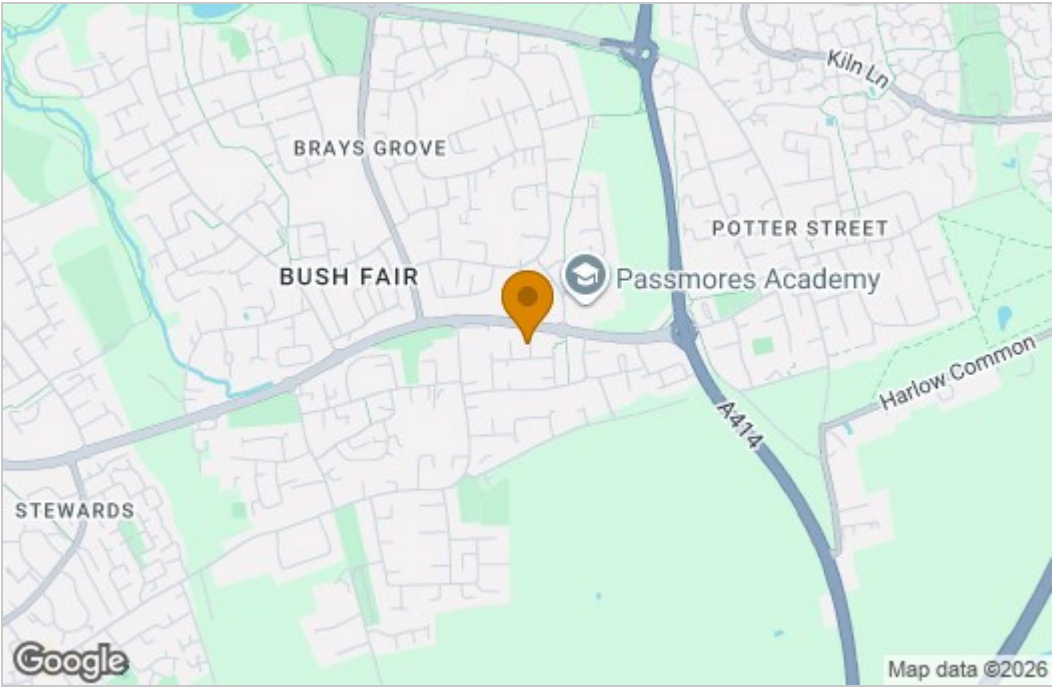 Kiln Ln
BRAYS GROVE
POTTER STREET
BUSH FAIR
Passmores Academy
Harlow Common
A414
STEWARDS
Google
Map data ©2026